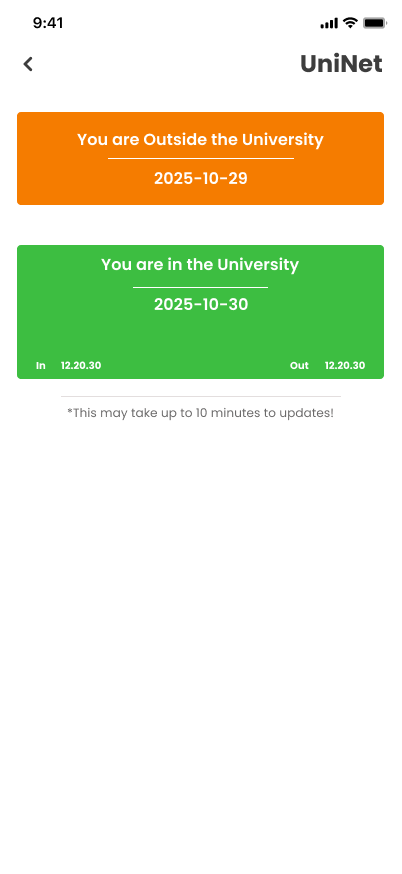 9:41
UniNet
You are Outside the University
2025-10-29
You are in the University
2025-10-30
In 12.20.30 Out 12.20.30
*This may take up to 10 minutes to updates!